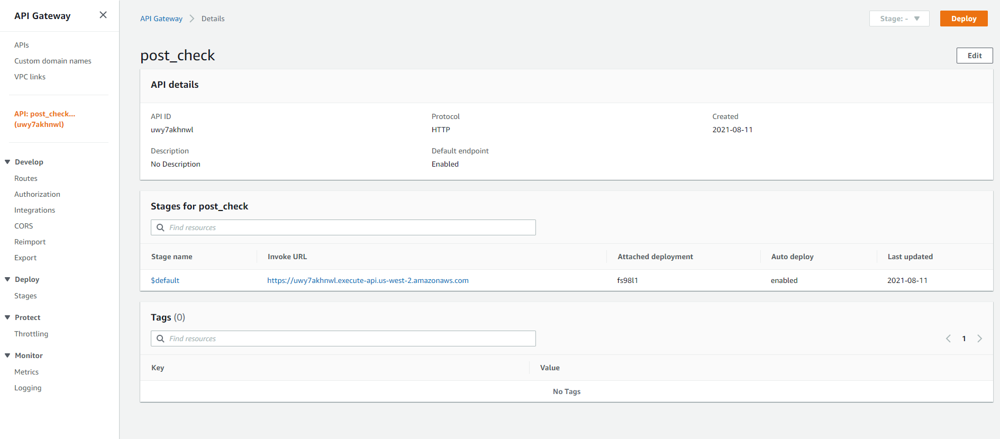 API Gateway
APIs
Custom domain names
VPC links
API: post_check...
(uwy7akhnwl)
Develop
Routes
Authorization
Integrations
CORS
Reimport
Export
Deploy
Stages
Protect
Throttling
Monitor
Metrics
Logging
API Gateway > Details
Stage: -
Deploy
post_check
Edit
API details
API ID Protocol Created
uwy7akhnwl HTTP 2021-08-11
Description Default endpoint
No Description Enabled
Stages for post_check
Find resources
Stage name Invoke URL Attached deployment Auto deploy Last updated
$default https://uwy7akhnwl.execute-api.us-west-2.amazonaws.com fs98l1 enabled 2021-08-11
Tags (0)
Find resources
1
Key Value
No Tags